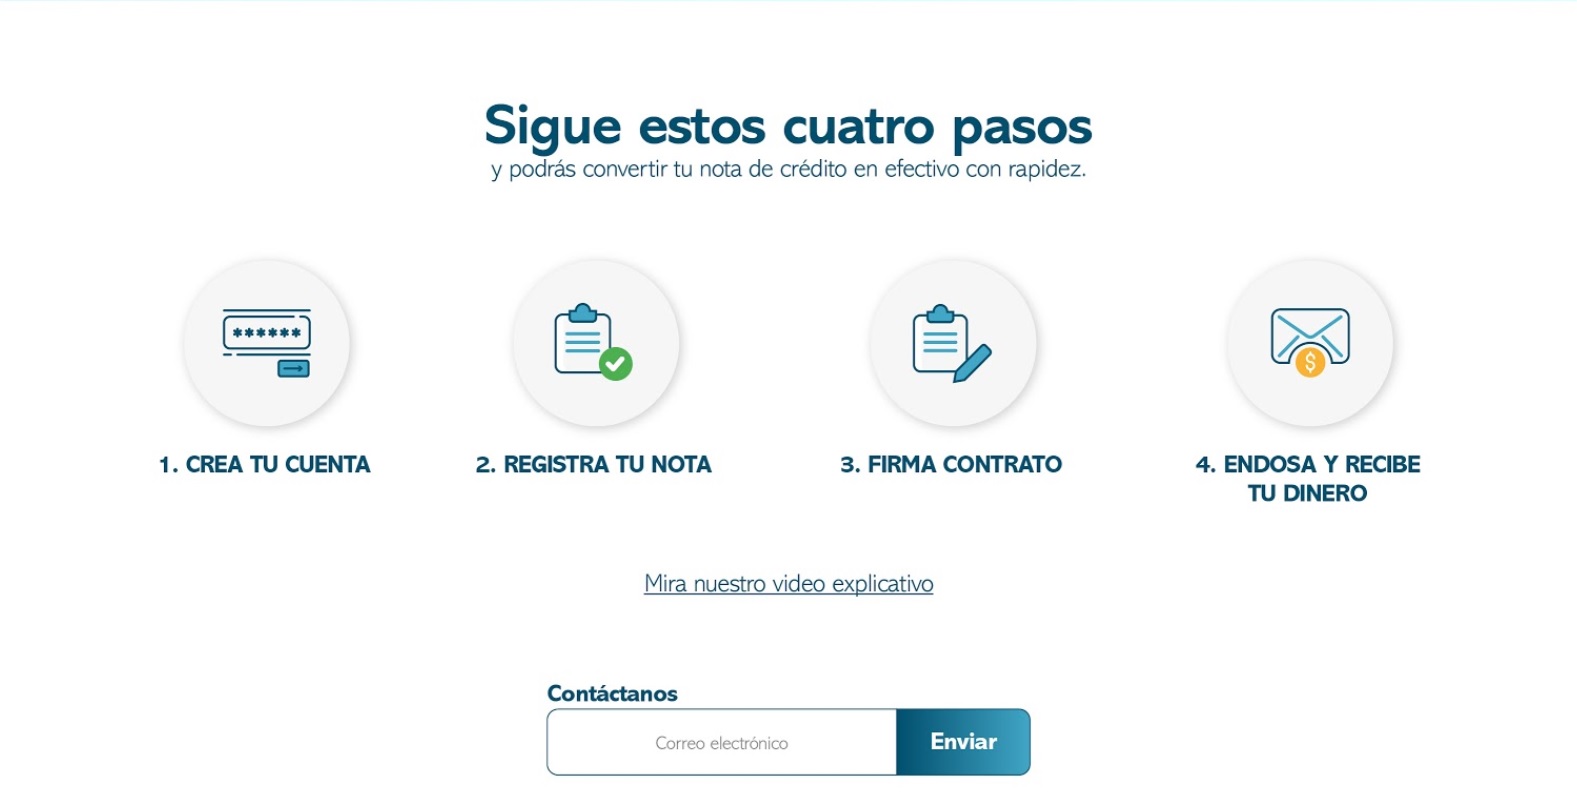 Sigue estos cuatro pasos
y podrás convertir tu nota de crédito en efectivo con rapidez.
******
1. CREA TU CUENTA
2. REGISTRA TU NOTA
3. FIRMA CONTRATO
$
4. ENDOSA Y RECIBE
TU DINERO
Mira nuestro video explicativo
Contáctanos
Correo electrónico
Enviar